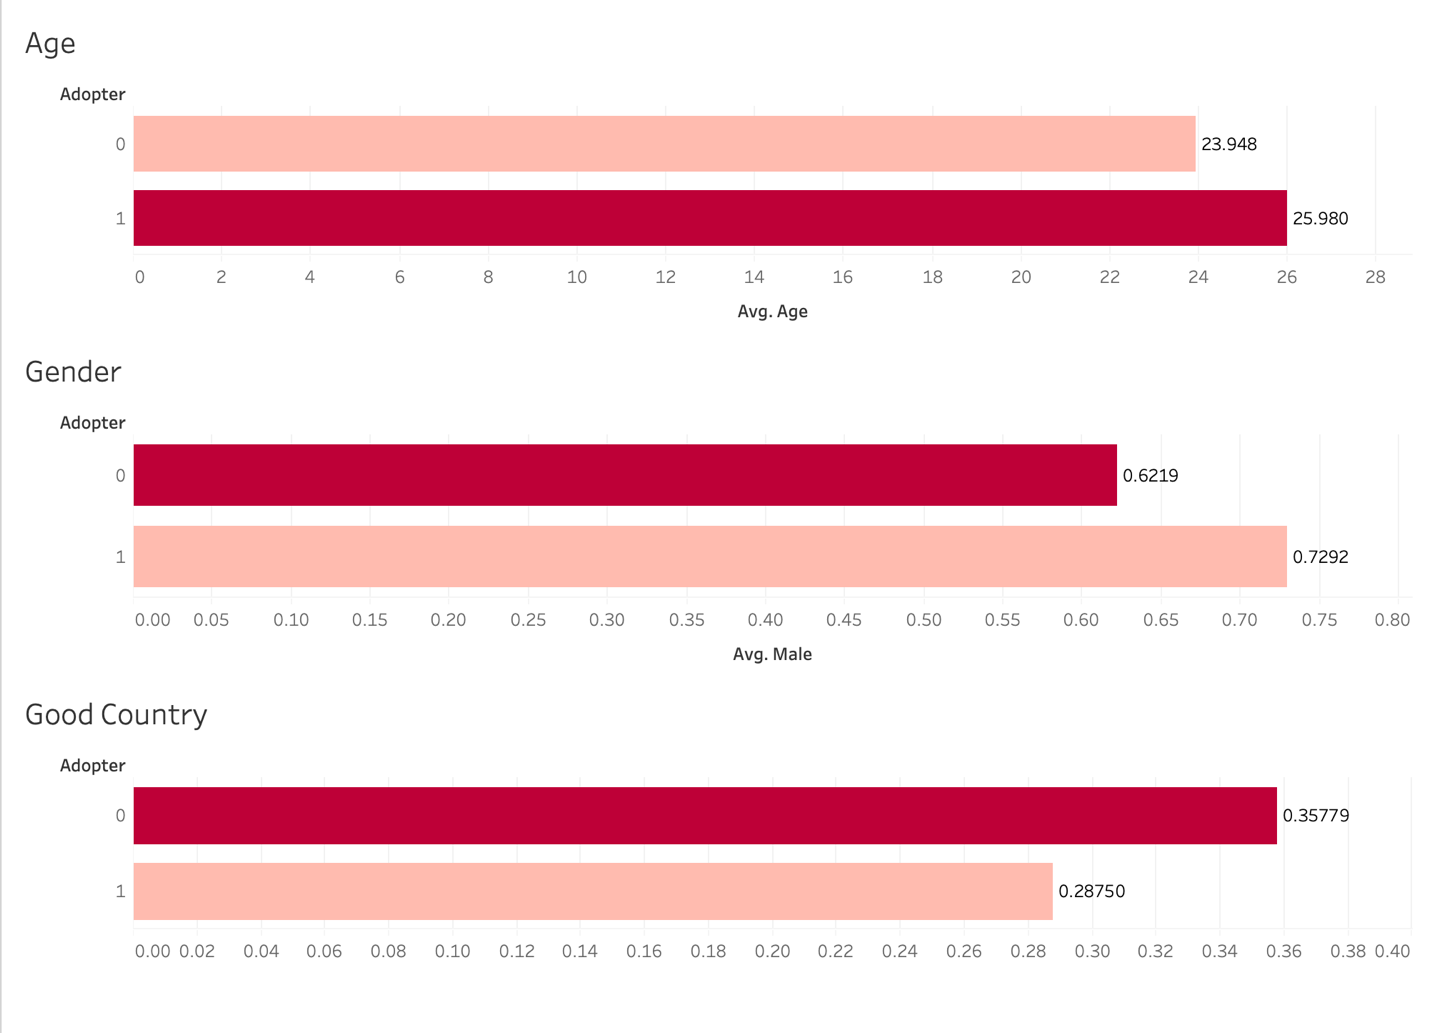 Age
Adopter
0 23.948
1 25.980
0 2 4 6 8 10 12 14 16 18 20 22 24 26 28
Avg. Age
Gender
Adopter
0 0.6219
1 0.7292
0.00 0.05 0.10 0.15 0.20 0.25 0.30 0.35 0.40 0.45 0.50 0.55 0.60 0.65 0.70 0.75 0.80
Avg. Male
Good Country
Adopter
0 0.35779
1 0.28750
0.00 0.02 0.04 0.06 0.08 0.10 0.12 0.14 0.16 0.18 0.20 0.22 0.24 0.26 0.28 0.30 0.32 0.34 0.36 0.38 0.40